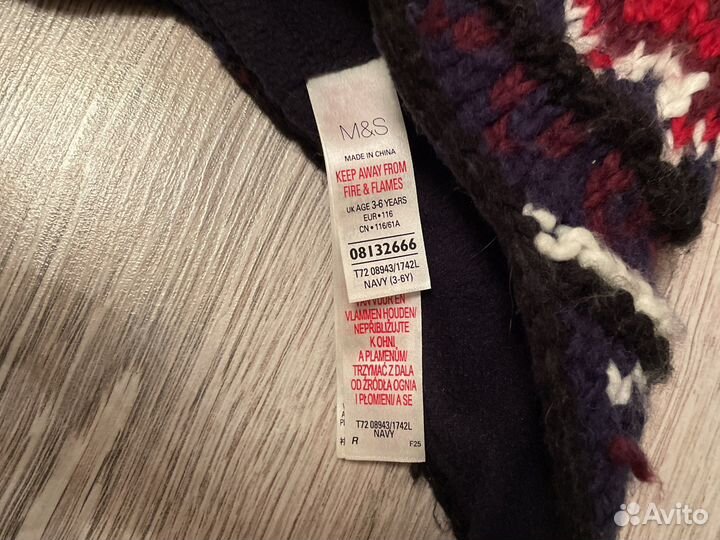 M&S
MADE IN CHINA
KEEP AWAY FROM
FIRE & FLAMES
UK AGE 3-6 YEARS
EUR • 116
CN • 116/61A
08132666
T72 08943/1742L
NAVY (3-6Y)
VAN VUUR EN
VLAMMEN HOUDEN/
NEPŘIBLIŽUJTE
K OHNI,
A PLAMENUM/
TRZYMAĆ Z DALA
OD ŹRÓDŁA OGNIA
I PŁOMIENI/A SE
T72 08943/1742L
NAVY
R F25
Avito